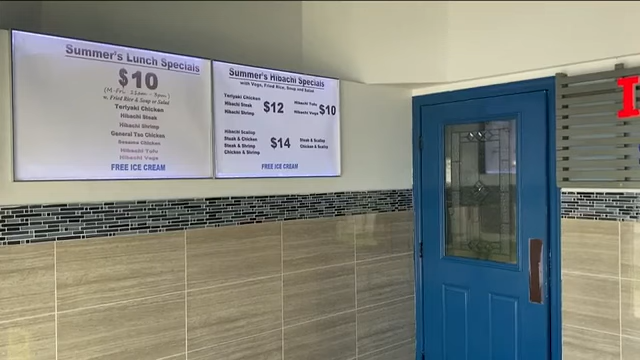 Summer's Lunch Specials
$10
(M-Fri. 11am - 3pm)
w. Fried Rice & Soup or Salad
Teriyaki Chicken
Hibachi Steak
Hibachi Shrimp
General Tso Chicken
Sesame Chicken
Hibachi Tofu
Hibachi Vege
FREE ICE CREAM
Summer's Hibachi Specials
with Vege, Fried Rice, Soup and Salad
Teriyaki Chicken
Hibachi Steak
Hibachi Shrimp
$12
Hibachi Tofu
Hibachi Vege
$10
Hibachi Scallop
Steak & Chicken
Steak & Shrimp
Chicken & Shrimp
$14
Steak & Scallop
Chicken & Scallop
FREE ICE CREAM